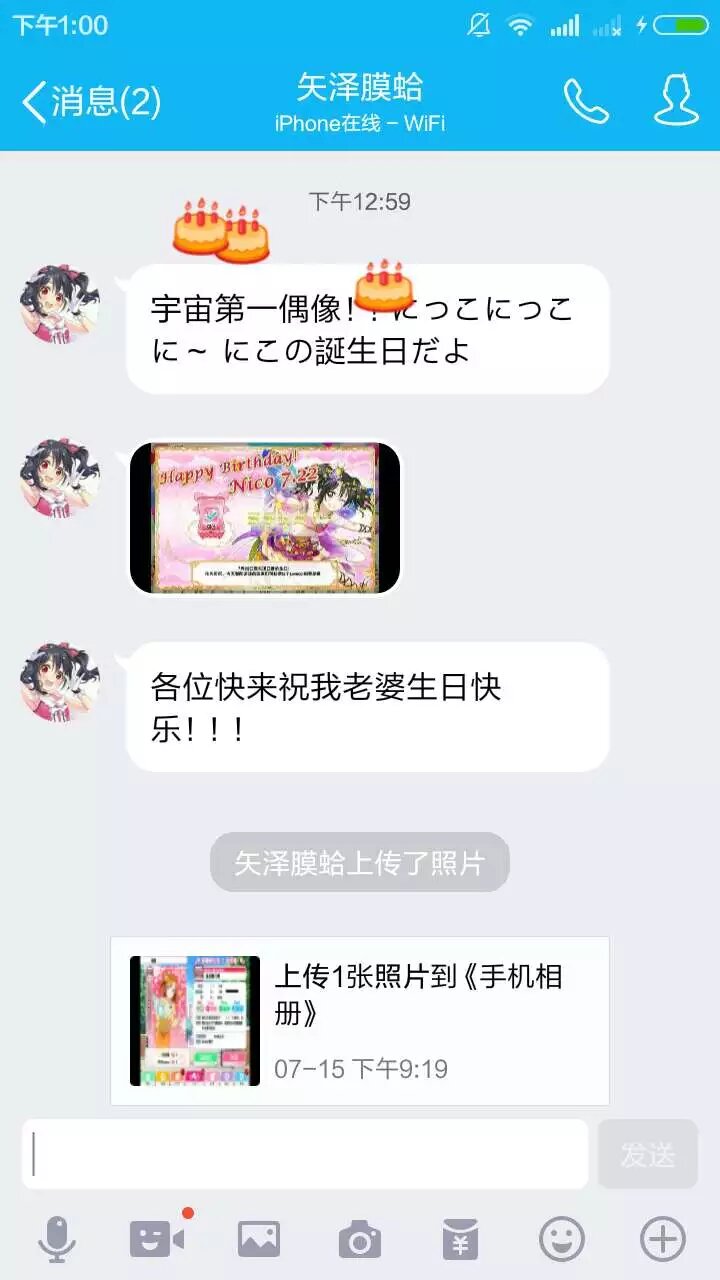 下午1:00
消息(2)
矢泽膜蛤
iPhone在线 – WiFi
下午12:59
宇宙第一偶像！！にっこにっこ
に～ にこの誕生日だよ
Happy Birthday!
Nico 7.22
各位快来祝我老婆生日快
乐！！！
矢泽膜蛤上传了照片
上传1张照片到《手机相
册》
07-15 下午9:19
发送